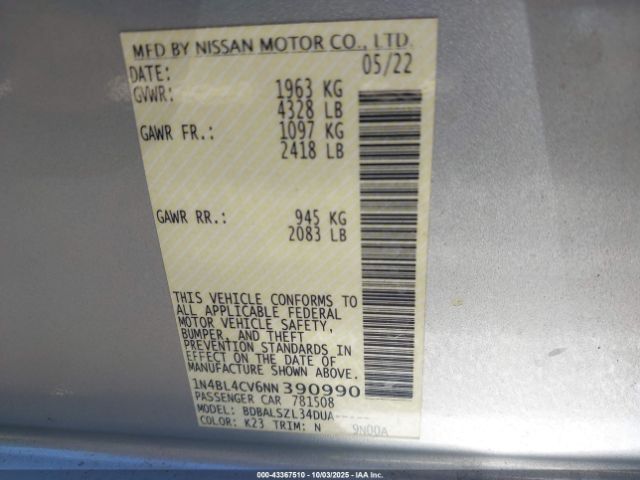 MFD BY NISSAN MOTOR CO., LTD.
DATE: 05/22
GVWR: 1963 KG
4328 LB
GAWR FR.: 1097 KG
2418 LB
GAWR RR.: 945 KG
2083 LB
THIS VEHICLE CONFORMS TO
ALL APPLICABLE FEDERAL
MOTOR VEHICLE SAFETY,
BUMPER, AND THEFT
PREVENTION STANDARDS IN
EFFECT ON THE DATE OF
MANUFACTURE SHOWN ABOVE.
1N4BL4CV6NN390990
PASSENGER CAR 781508
MODEL: BDBALSZL34DUA-----
COLOR: K23 TRIM: N 9N00A
000-43367510 - 10/03/2025 - IAA Inc.